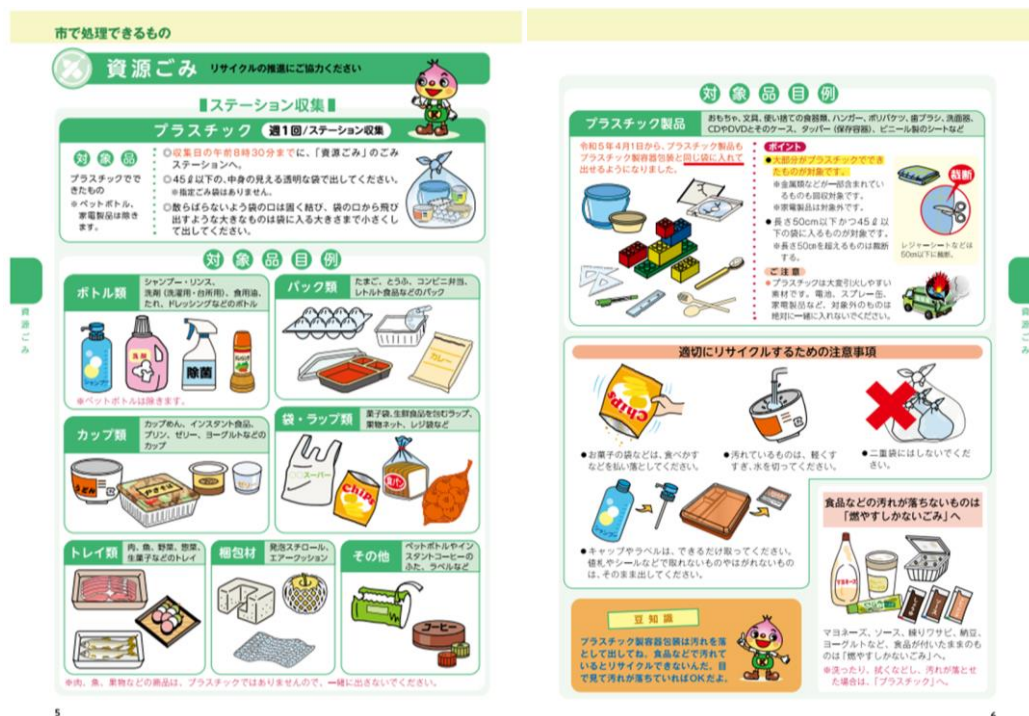 市で処理できるもの
資源ごみ リサイクルの推進にご協力ください
■ステーション収集■
プラスチック 週1回/ステーション収集
対象品
プラスチックでで
きたもの
※ペットボトル、
家電製品は除き
ます。
◎収集日の午前8時30分までに、「資源ごみ」のごみ
ステーションへ。
◎45ℓ以下の、中身の見える透明な袋で出してください。
※指定ごみ袋はありません。
◎散らばらないよう袋の口は固く結び、袋の口から飛び
出すような大きなものは袋に入る大きさまで小さくし
て出してください。
対象品目例
ボトル類
シャンプー・リンス、
洗剤(洗濯用・台所用)、食用油、
たれ、ドレッシングなどのボトル
シャンプー
洗剤
除菌
※ペットボトルは除きます。
パック類
たまご、とうふ、コンビニ弁当、
レトルト食品などのパック
カレー
カップ類
カップめん、インスタント食品、
プリン、ゼリー、ヨーグルトなどの
カップ
うどん
やきそば
プリン
ゼリー
袋・ラップ類
菓子袋、生鮮食品を包むラップ、
果物ネット、レジ袋など
○○スーパー
Chips
食パン
トレイ類
肉、魚、野菜、惣菜、
生菓子などのトレイ
梱包材
発泡スチロール、
エアークッション
その他
ペットボトルやイン
スタントコーヒーの
ふた、ラベルなど
コーヒー
※肉、魚、果物などの商品は、プラスチックではありませんので、一緒に出さないでください。
資源ごみ
5
対象品目例
プラスチック製品
おもちゃ、文具、使い捨ての食器類、ハンガー、ポリバケツ、歯ブラシ、洗面器、
CDやDVDとそのケース、タッパー(保存容器)、ビニール製のシートなど
令和5年4月1日から、プラスチック製品も
プラスチック製容器包装と同じ袋に入れて
出せるようになりました。
ポイント
●大部分がプラスチックででき
たものが対象です。
※金属類などが一部含まれてい
るものも回収対象です。
※家電製品は対象外です。
●長さ50cm以下かつ45ℓ以
下の袋に入るものが対象です。
※長さ50cmを超えるものは裁断
する。
裁断
レジャーシートなどは
50cm以下に裁断。
ご注意
●プラスチックは大変引火しやすい
素材です。電池、スプレー缶、
家電製品など、対象外のものは
絶対に一緒に入れないでください。
適切にリサイクルするための注意事項
Chips
●お菓子の袋などは、食べかす
などを払い落としてください。
●汚れているものは、軽くす
すぎ、水を切ってください。
●二重袋にはしないでくだ
さい。
シャンプー
●キャップやラベルは、できるだけ取ってください。
値札やシールなどで取れないものやはがれないもの
は、そのまま出してください。
食品などの汚れが落ちないものは
「燃やすしかないごみ」へ
マヨネーズ
マヨネーズ、ソース、練りワサビ、納豆、
ヨーグルトなど、食品が付いたままのも
のは「燃やすしかないごみ」へ。
※洗ったり、拭くなどし、汚れが落とせ
た場合は、「プラスチック」へ。
豆知識
プラスチック製容器包装は汚れを落
として出してね。食品などで汚れて
いるとリサイクルできないんだ。目
で見て汚れが落ちていればOKだよ。
資源ごみ